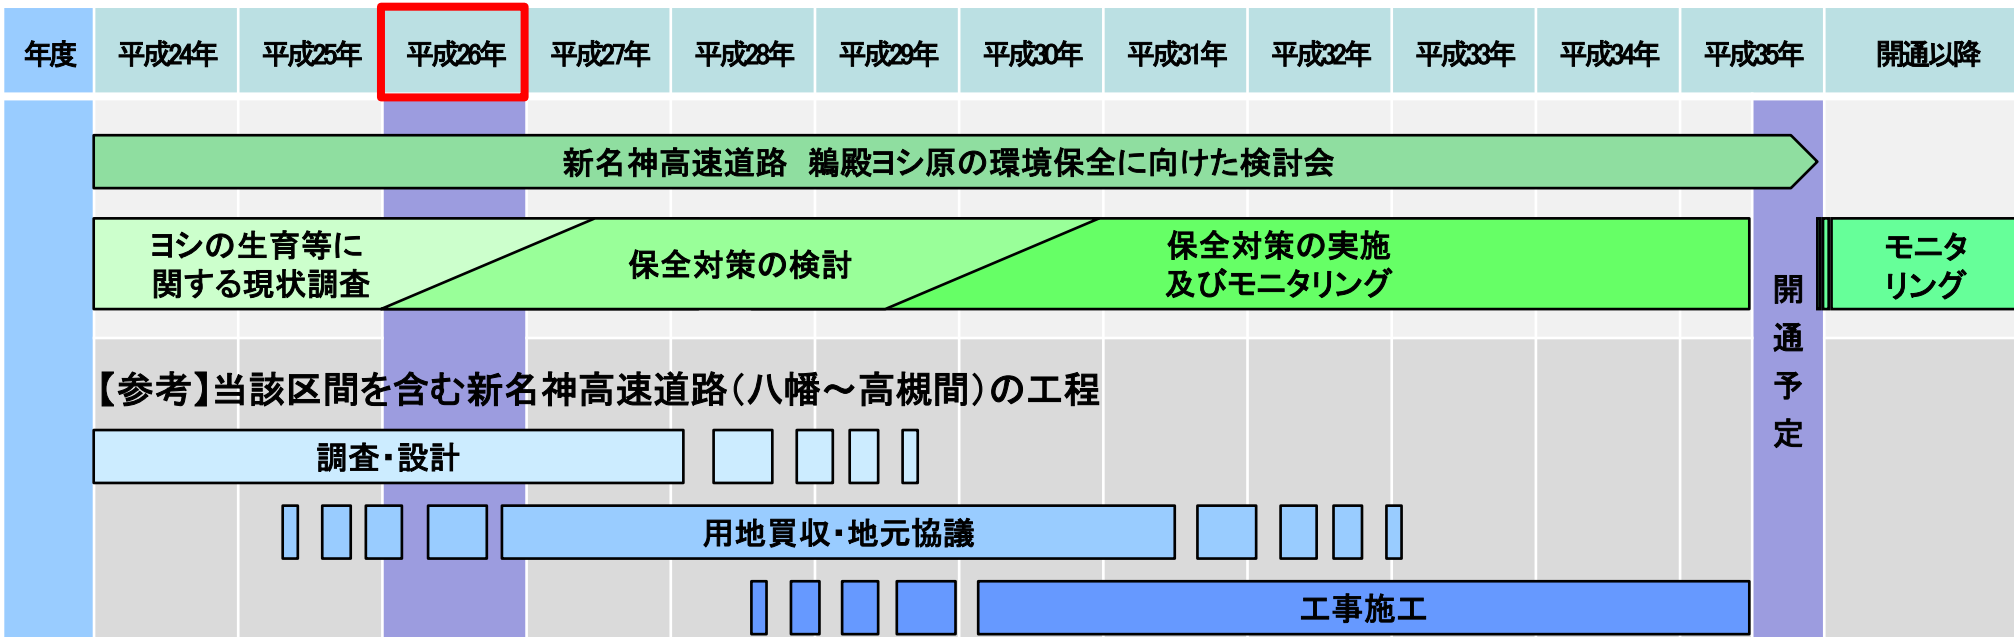 年度 平成24年 平成25年 平成26年 平成27年 平成28年 平成29年 平成30年 平成31年 平成32年 平成33年 平成34年 平成35年 開通以降
新名神高速道路 鵜殿ヨシ原の環境保全に向けた検討会
ヨシの生育等に
関する現状調査
保全対策の検討
保全対策の実施
及びモニタリング
モニタ
リング
開通予定
【参考】当該区間を含む新名神高速道路(八幡～高槻間)の工程
調査・設計
用地買収・地元協議
工事施工